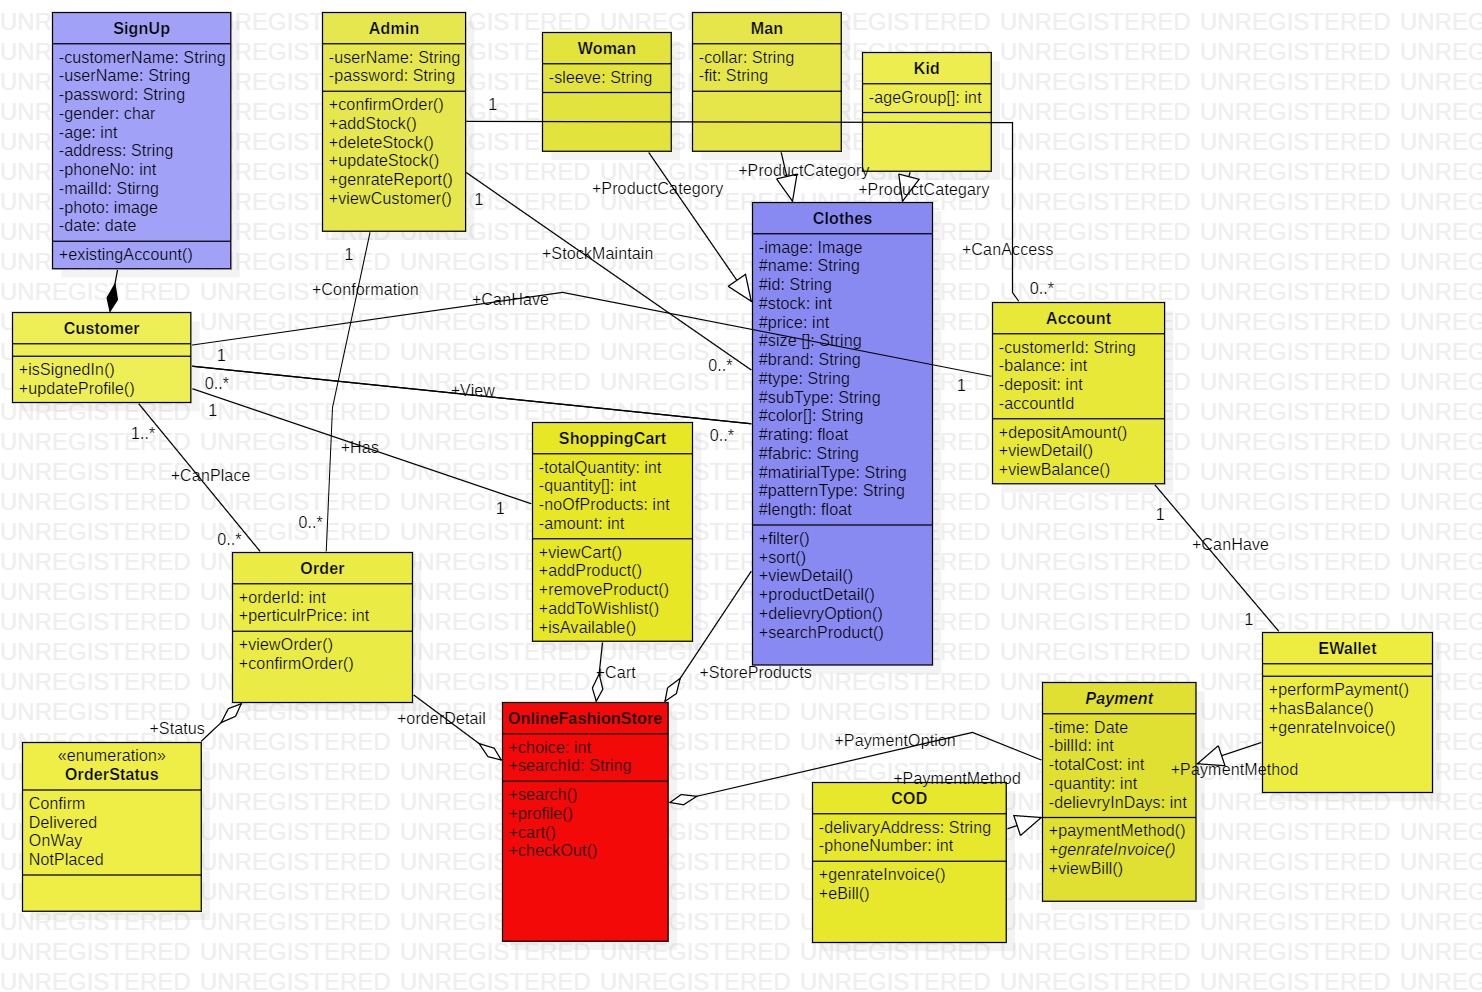 SignUp
-customerName: String
-userName: String
-password: String
-gender: char
-age: int
-address: String
-phoneNo: int
-mailId: Stirng
-photo: image
-date: date
+existingAccount()
Admin
-userName: String
-password: String
+confirmOrder()
+addStock()
+deleteStock()
+updateStock()
+genrateReport()
+viewCustomer()
Woman
-sleeve: String
Man
-collar: String
-fit: String
Kid
-ageGroup[]: int
1
+ProductCategory
+ProductCategory
+ProductCategary
1
+StockMaintain
0..*
1
+Conformation
0..*
+CanAccess
0..*
Customer
+isSignedIn()
+updateProfile()
1
+CanHave
1
0..*
+View
0..*
1
+Has
1
1..*
+CanPlace
0..*
Clothes
-image: Image
#name: String
#id: String
#stock: int
#price: int
#size []: String
#brand: String
#type: String
#subType: String
#color[]: String
#rating: float
#fabric: String
#matirialType: String
#patternType: String
#length: float
+filter()
+sort()
+viewDetail()
+productDetail()
+delievryOption()
+searchProduct()
Account
-customerId: String
-balance: int
-deposit: int
-accountId
+depositAmount()
+viewDetail()
+viewBalance()
1
+CanHave
1
ShoppingCart
-totalQuantity: int
-quantity[]: int
-noOfProducts: int
-amount: int
+viewCart()
+addProduct()
+removeProduct()
+addToWishlist()
+isAvailable()
+Cart
+StoreProducts
Order
+orderId: int
+perticulrPrice: int
+viewOrder()
+confirmOrder()
+Status
+orderDetail
«enumeration»
OrderStatus
Confirm
Delivered
OnWay
NotPlaced
OnlineFashionStore
+choice: int
+searchId: String
+search()
+profile()
+cart()
+checkOut()
+PaymentOption
+PaymentMethod
COD
-delivaryAddress: String
-phoneNumber: int
+genrateInvoice()
+eBill()
Payment
-time: Date
-billId: int
-totalCost: int
-quantity: int
-delievryInDays: int
+paymentMethod()
+genrateInvoice()
+viewBill()
+PaymentMethod
EWallet
+performPayment()
+hasBalance()
+genrateInvoice()
UNREGISTERED